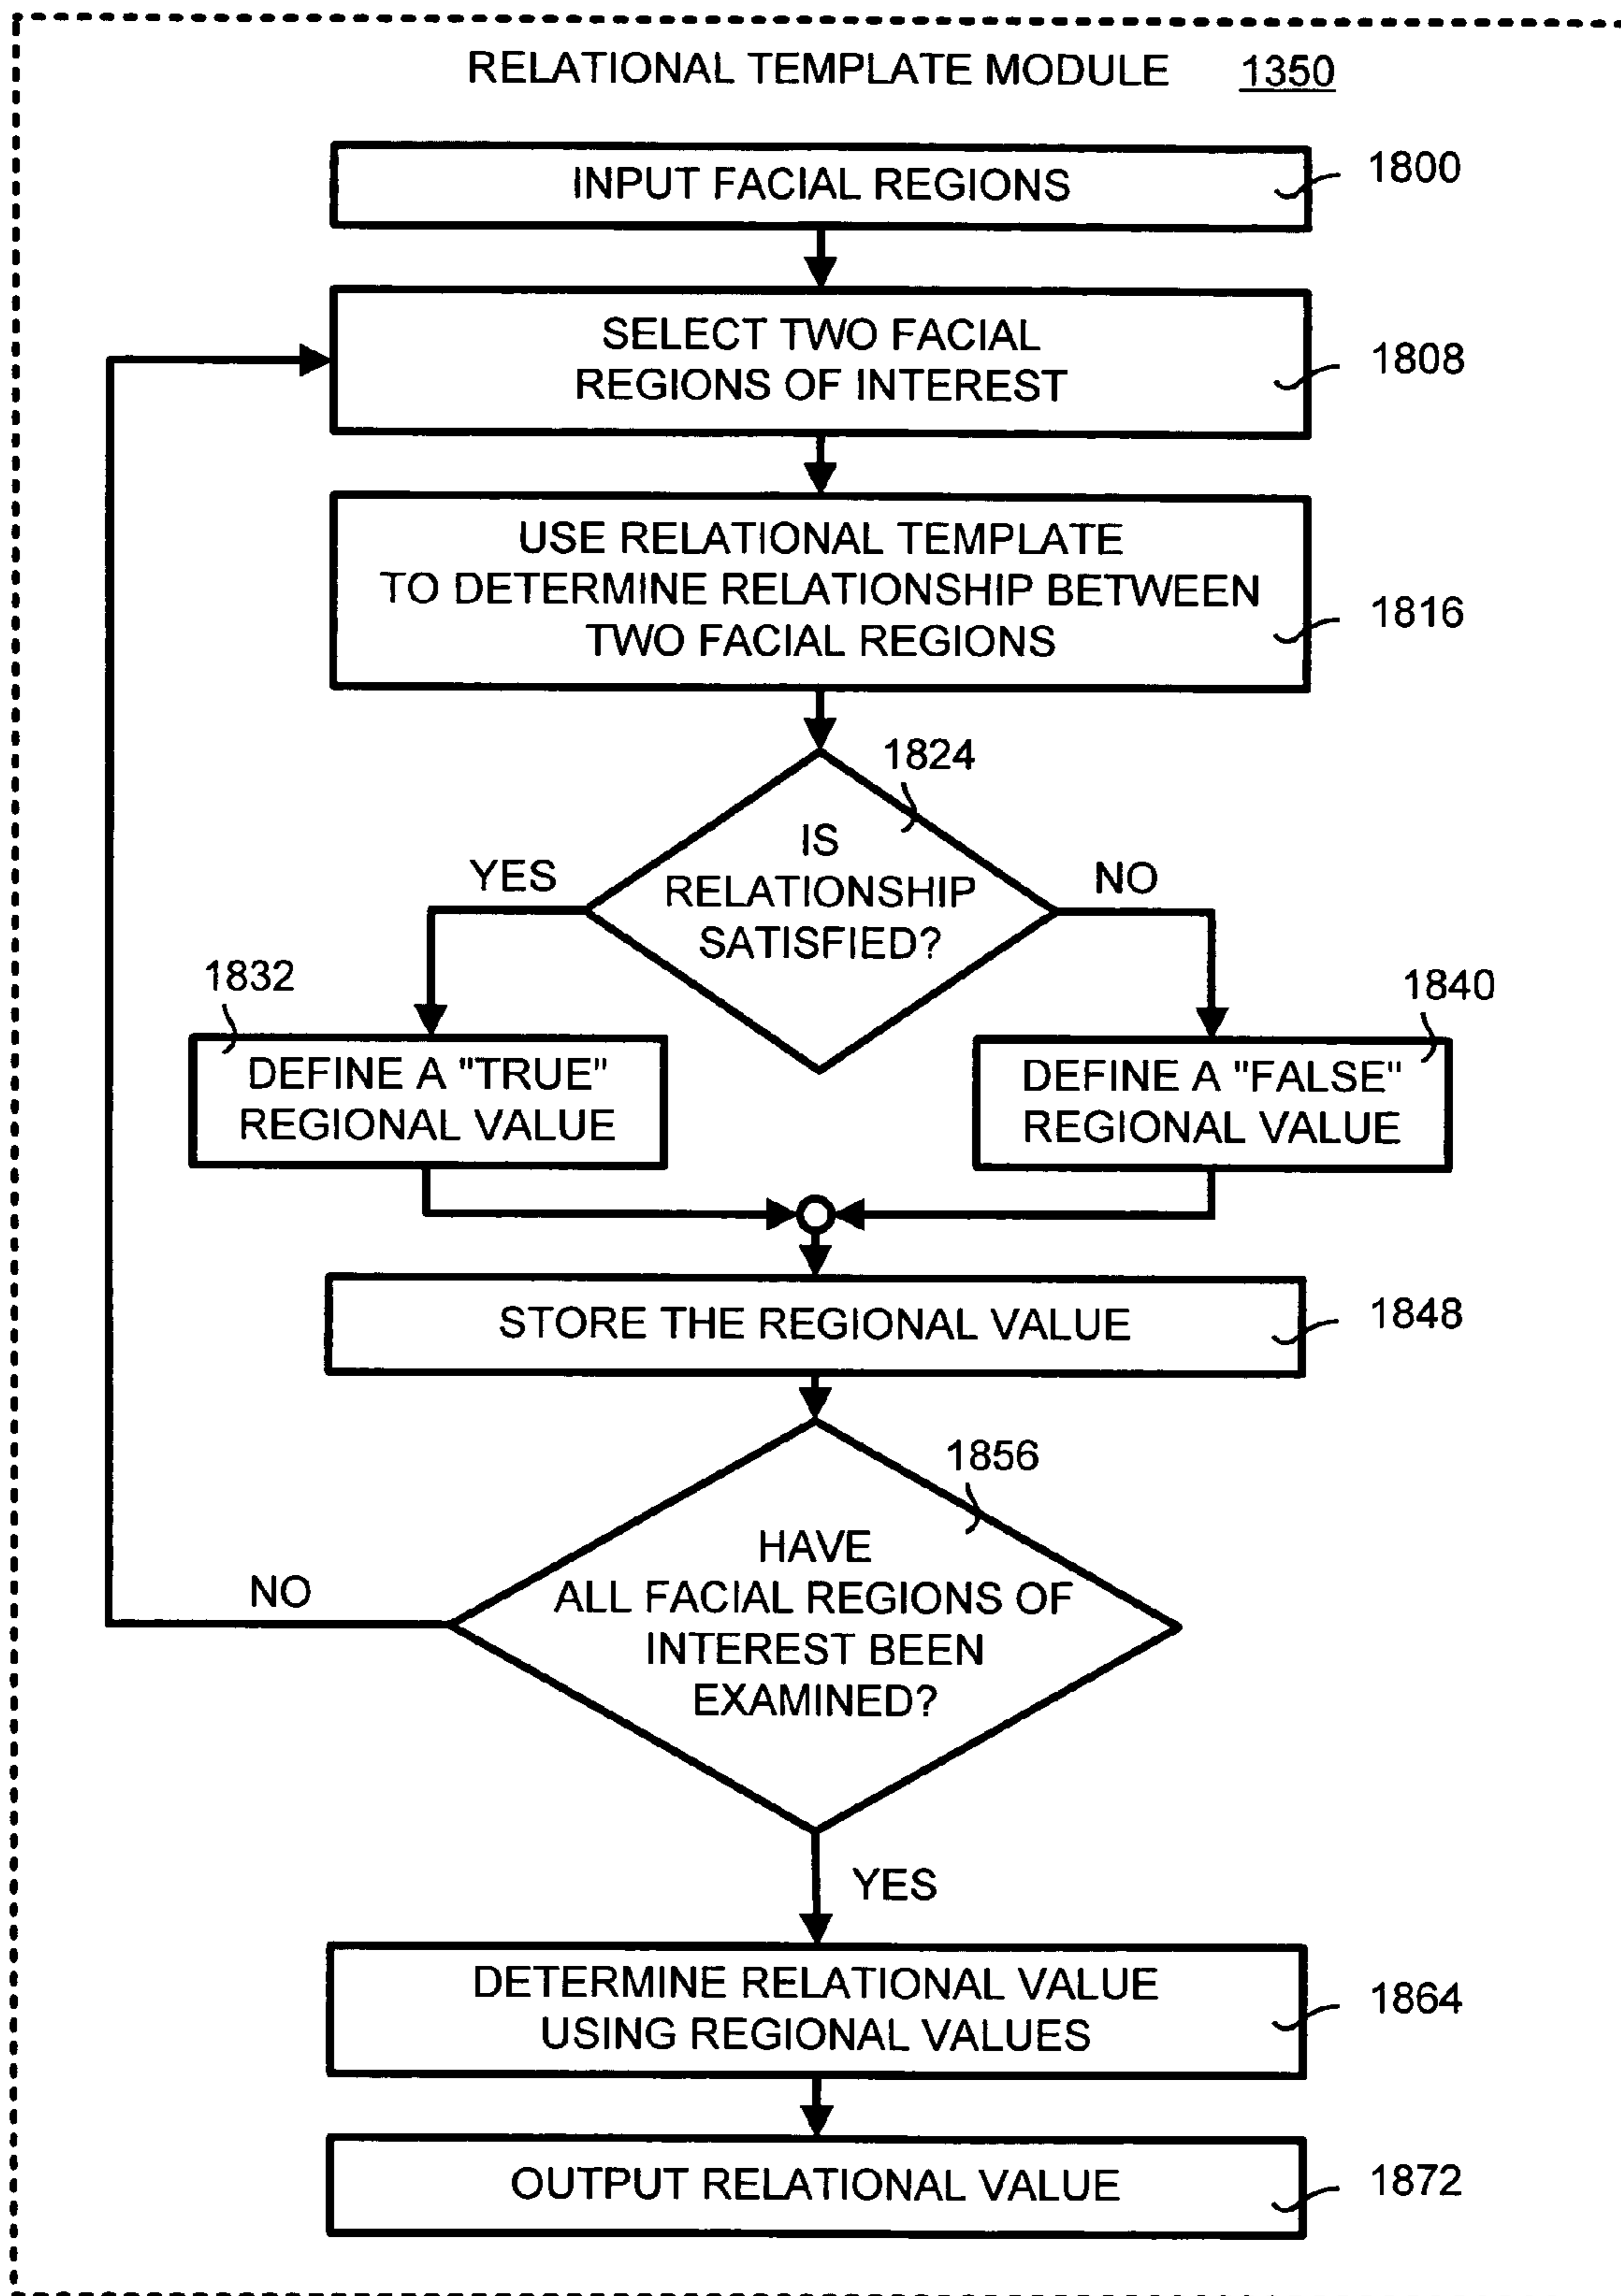 RELATIONAL TEMPLATE MODULE 1350
INPUT FACIAL REGIONS
1800
SELECT TWO FACIAL
REGIONS OF INTEREST
1808
USE RELATIONAL TEMPLATE
TO DETERMINE RELATIONSHIP BETWEEN
TWO FACIAL REGIONS
1816
1824
IS
RELATIONSHIP
SATISFIED?
YES
NO
1832
DEFINE A "TRUE"
REGIONAL VALUE
1840
DEFINE A "FALSE"
REGIONAL VALUE
STORE THE REGIONAL VALUE
1848
1856
HAVE
ALL FACIAL REGIONS OF
INTEREST BEEN
EXAMINED?
NO
YES
DETERMINE RELATIONAL VALUE
USING REGIONAL VALUES
1864
OUTPUT RELATIONAL VALUE
1872